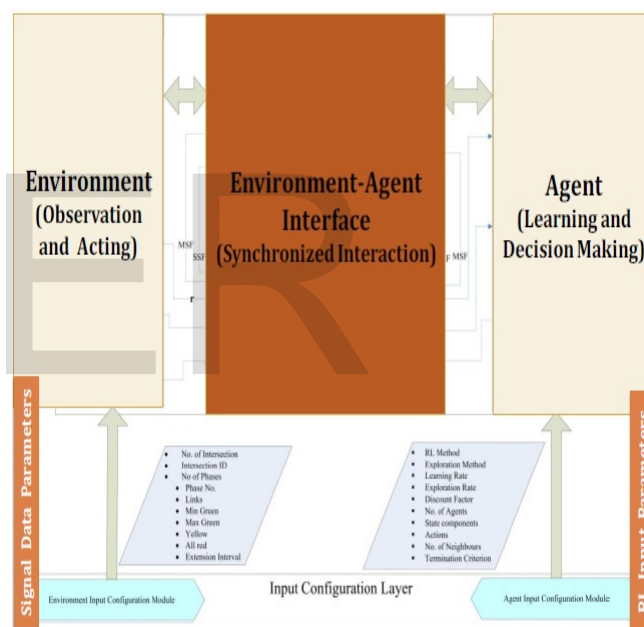 Environment
(Observation
and Acting)
Environment-Agent
Interface
(Synchronized Interaction)
Agent
(Learning and
Decision Making)
MSF
SSF
r
F
MSF
ER
Signal Data Parameters
RL Input Parameters
No. of Intersection
Intersection ID
No of Phases
Phase No.
Links
Min Green
Max Green
Yellow
All red
Extension Interval
RL Method
Exploration Method
Learning Rate
Exploration Rate
Discount Factor
No. of Agents
State components
Actions
No. of Neighbours
Termination Criterion
Environment Input Configuration Module
Input Configuration Layer
Agent Input Configuration Module